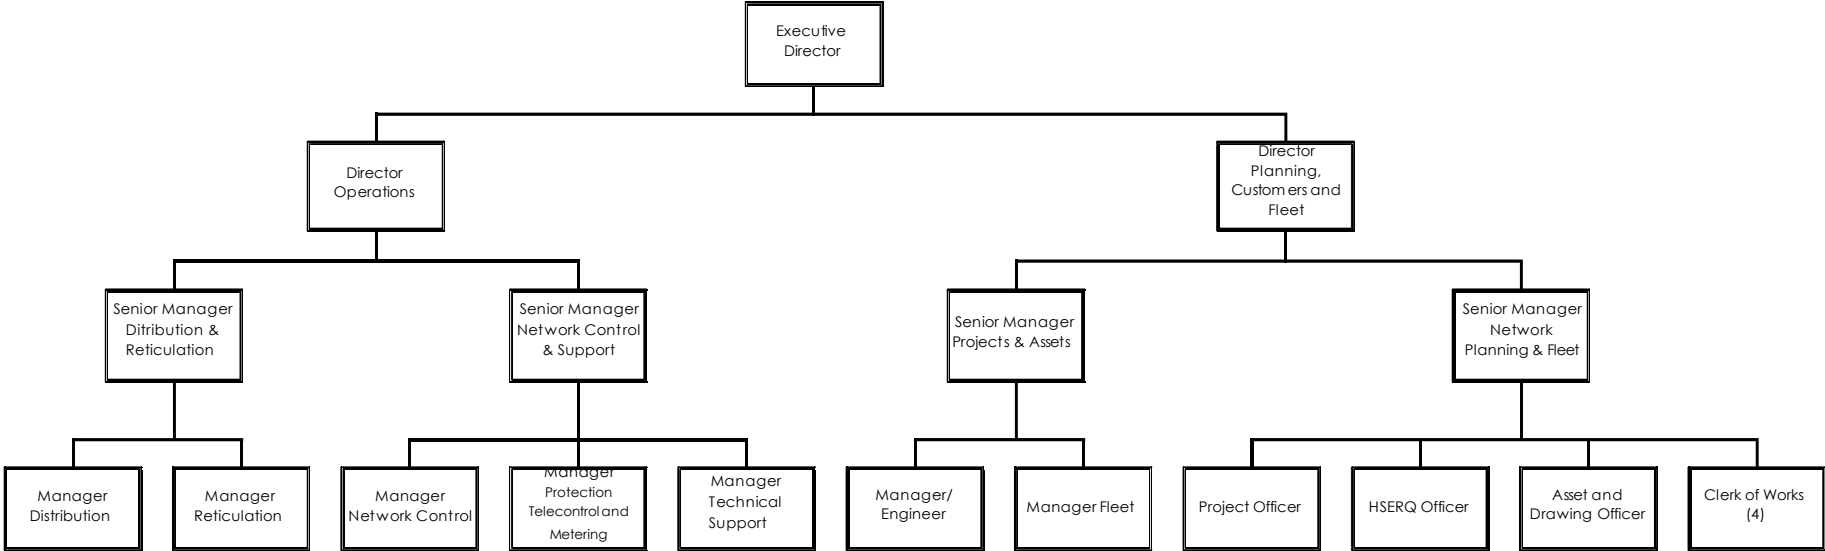 Executive
Director
Director
Operations
Director
Planning,
Customers and
Fleet
Senior Manager
Ditribution &
Reticulation
Senior Manager
Network Control
& Support
Senior Manager
Projects & Assets
Senior Manager
Network
Planning & Fleet
Manager
Distribution
Manager
Reticulation
Manager
Network Control
Manager
Protection
Telecontrol and
Metering
Manager
Technical
Support
Manager/
Engineer
Manager Fleet
Project Officer
HSERQ Officer
Asset and
Drawing Officer
Clerk of Works
(4)